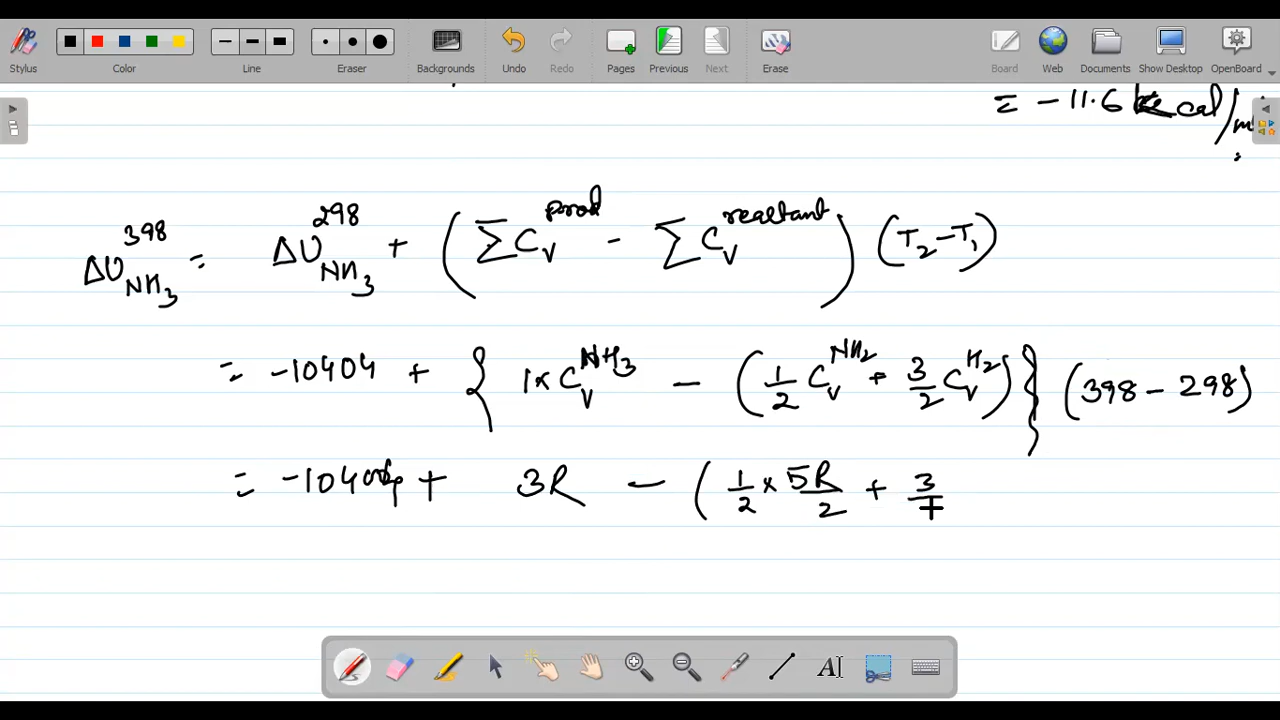 Stylus Color Line Eraser Backgrounds Undo Redo Pages Previous Next Erase Board Web Documents Show Desktop OpenBoard
= -11.6 cal/m
ΔU^398_NH3 = ΔU^298_NH3 + (ΣC_V^prod - ΣC_V^reactant) (T2-T1)
= -10404 + { 1× C_V^NH3 - (1/2 C_V^NH2 + 3/2 C_V^H2) } (398-298)
= -10404 + 3R - (1/2 × 5R/2 + 3/